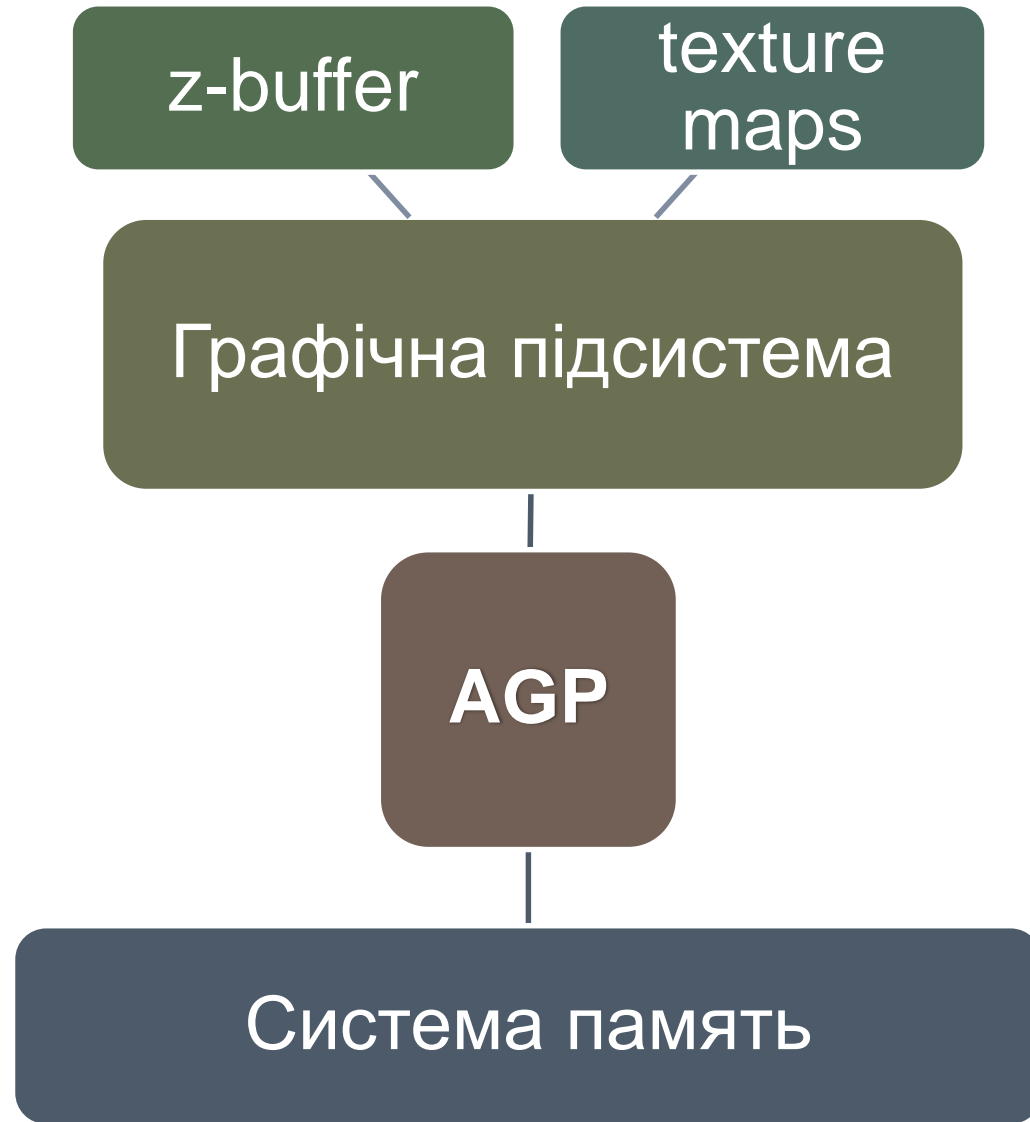 z-buffer
texture
maps
Графічна підсистема
AGP
Система память